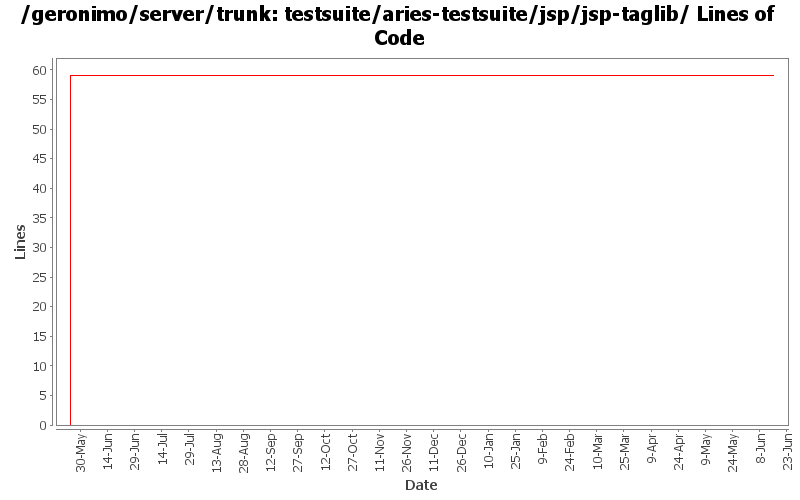 /geronimo/server/trunk: testsuite/aries-testsuite/jsp/jsp-taglib/ Lines of
Code
60
55
50
45
40
35
30
25
20
15
10
5
0
Lines
30-May
14-Jun
29-Jun
14-Jul
29-Jul
13-Aug
28-Aug
12-Sep
27-Sep
12-Oct
27-Oct
11-Nov
26-Nov
11-Dec
26-Dec
10-Jan
25-Jan
9-Feb
24-Feb
10-Mar
25-Mar
9-Apr
24-Apr
9-May
24-May
8-Jun
23-Jun
Date